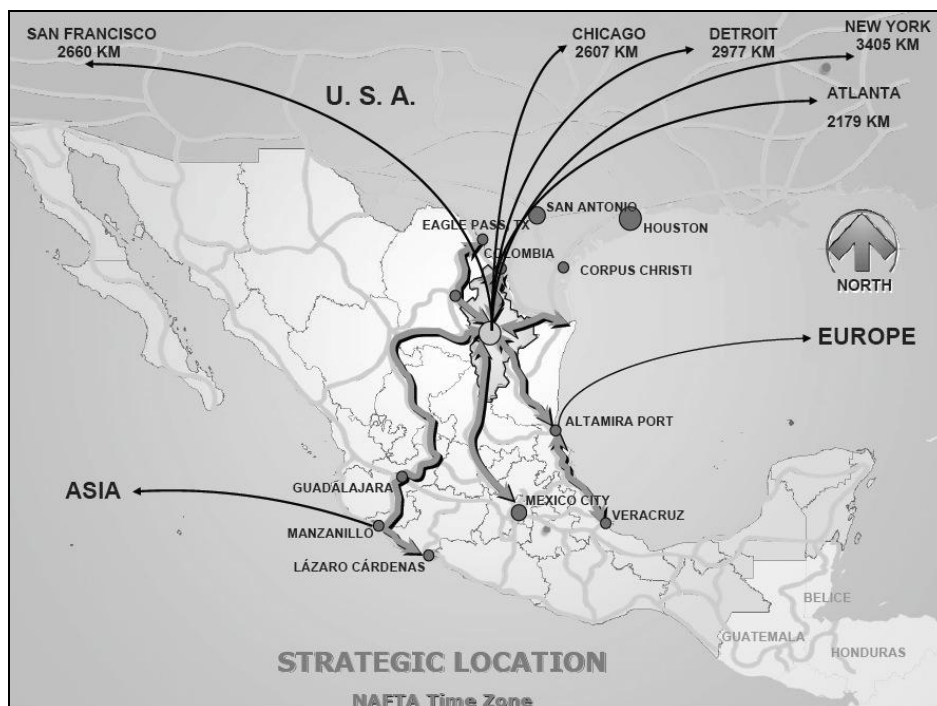 SAN FRANCISCO
2660 KM
CHICAGO
2607 KM
DETROIT
2977 KM
NEW YORK
3405 KM
U. S. A.
ATLANTA
2179 KM
SAN ANTONIO
EAGLE PASS, TX
HOUSTON
COLOMBIA
CORPUS CHRISTI
NORTH
EUROPE
ALTAMIRA PORT
GUADALAJARA
ASIA
MEXICO CITY
VERACRUZ
MANZANILLO
LÁZARO CÁRDENAS
BELICE
GUATEMALA
HONDURAS
STRATEGIC LOCATION
NAFTA Time Zone